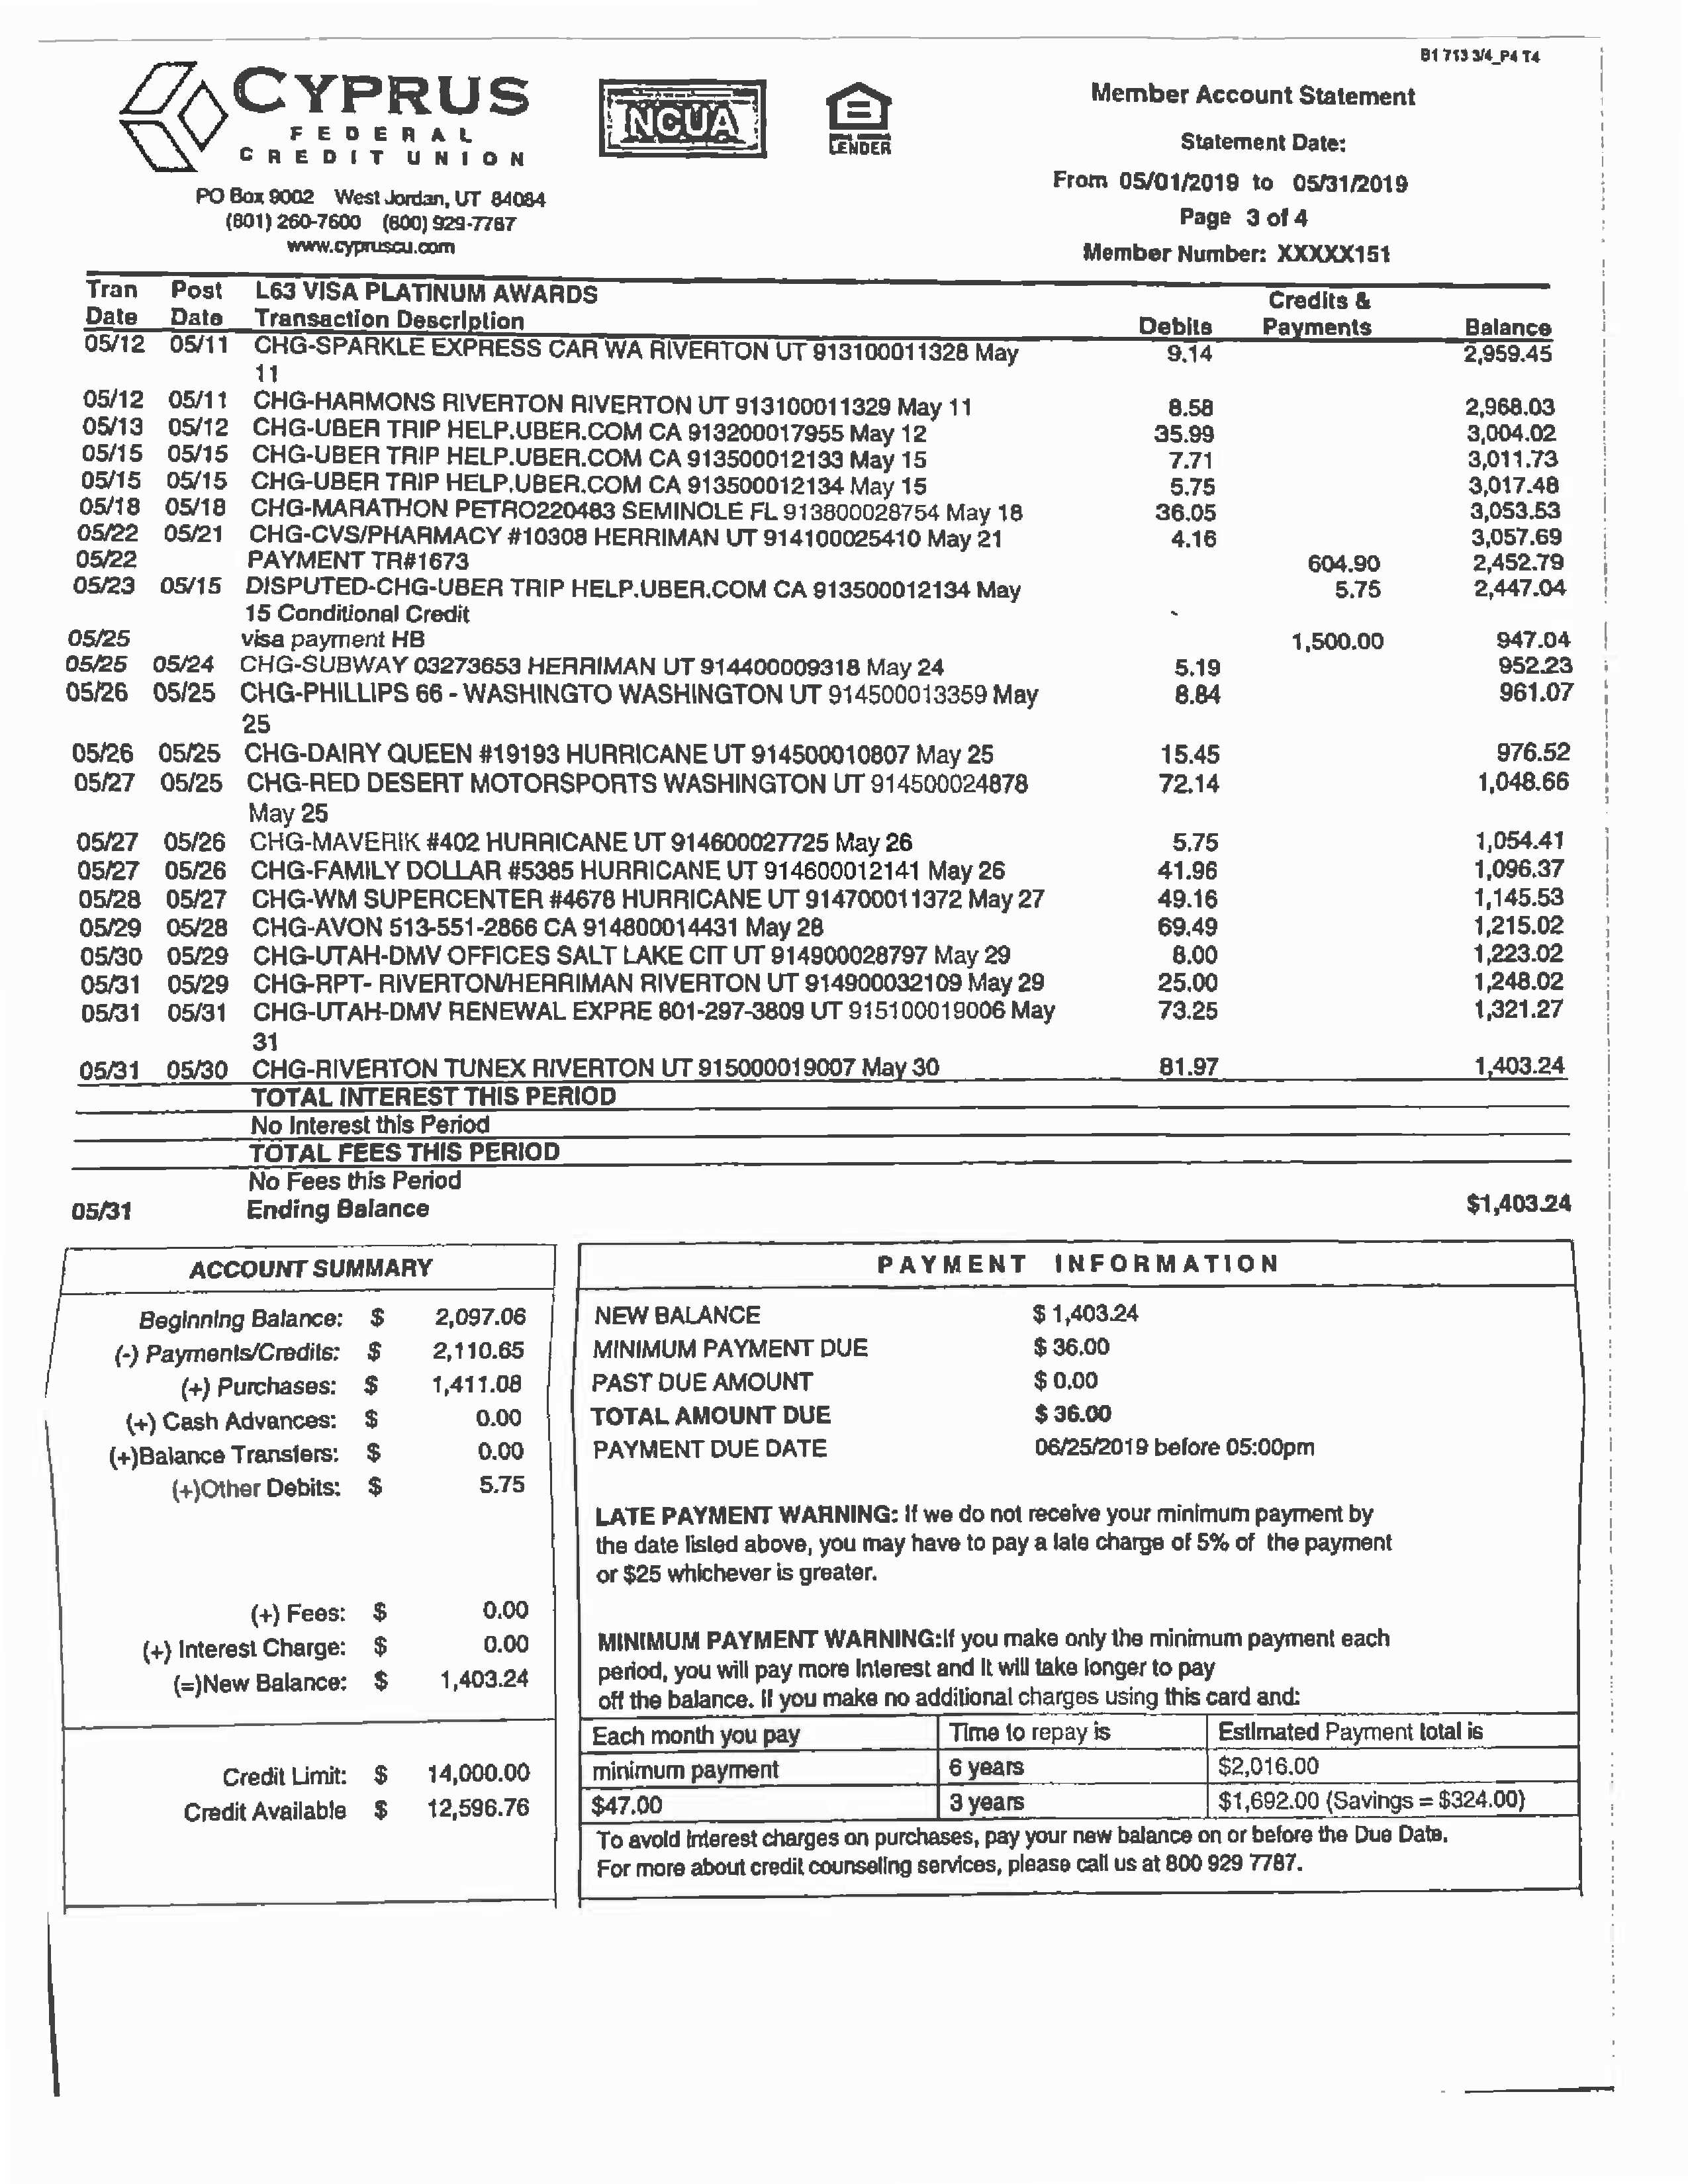 B1 713 3/4_P4 T4
CYPRUS
FEDERAL
CREDIT UNION
NCUA
LENDER
PO Box 9002 West Jordan, UT 84084
(801) 260-7600 (800) 929-7787
www.cypruscu.com
Member Account Statement
Statement Date:
From 05/01/2019 to 05/31/2019
Page 3 of 4
Member Number: XXXXX151
Tran Post L63 VISA PLATINUM AWARDS Credits &
Date Date Transaction Description Debits Payments Balance
05/12 05/11 CHG-SPARKLE EXPRESS CAR WA RIVERTON UT 913100011328 May 9.14 2,959.45
11
05/12 05/11 CHG-HARMONS RIVERTON RIVERTON UT 913100011329 May 11 8.58 2,968.03
05/13 05/12 CHG-UBER TRIP HELP.UBER.COM CA 913200017955 May 12 35.99 3,004.02
05/15 05/15 CHG-UBER TRIP HELP.UBER.COM CA 913500012133 May 15 7.71 3,011.73
05/15 05/15 CHG-UBER TRIP HELP.UBER.COM CA 913500012134 May 15 5.75 3,017.48
05/18 05/18 CHG-MARATHON PETRO220483 SEMINOLE FL 913800028754 May 18 36.05 3,053.53
05/22 05/21 CHG-CVS/PHARMACY #10308 HERRIMAN UT 914100025410 May 21 4.16 3,057.69
05/22 PAYMENT TR#1673 604.90 2,452.79
05/23 05/15 DISPUTED-CHG-UBER TRIP HELP.UBER.COM CA 913500012134 May 5.75 2,447.04
15 Conditional Credit
05/25 visa payment HB 1,500.00 947.04
05/25 05/24 CHG-SUBWAY 03273653 HERRIMAN UT 914400009318 May 24 5.19 952.23
05/26 05/25 CHG-PHILLIPS 66 - WASHINGTO WASHINGTON UT 914500013359 May 8.84 961.07
25
05/26 05/25 CHG-DAIRY QUEEN #19193 HURRICANE UT 914500010807 May 25 15.45 976.52
05/27 05/25 CHG-RED DESERT MOTORSPORTS WASHINGTON UT 914500024878 72.14 1,048.66
May 25
05/27 05/26 CHG-MAVERIK #402 HURRICANE UT 914600027725 May 26 5.75 1,054.41
05/27 05/26 CHG-FAMILY DOLLAR #5385 HURRICANE UT 914600012141 May 26 41.96 1,096.37
05/28 05/27 CHG-WM SUPERCENTER #4678 HURRICANE UT 914700011372 May 27 49.16 1,145.53
05/29 05/28 CHG-AVON 513-551-2866 CA 914800014431 May 28 69.49 1,215.02
05/30 05/29 CHG-UTAH-DMV OFFICES SALT LAKE CIT UT 914900028797 May 29 8.00 1,223.02
05/31 05/29 CHG-RPT- RIVERTON/HERRIMAN RIVERTON UT 914900032109 May 29 25.00 1,248.02
05/31 05/31 CHG-UTAH-DMV RENEWAL EXPRE 801-297-3809 UT 915100019006 May 73.25 1,321.27
31
05/31 05/30 CHG-RIVERTON TUNEX RIVERTON UT 915000019007 May 30 81.97 1,403.24
TOTAL INTEREST THIS PERIOD
No Interest this Period
TOTAL FEES THIS PERIOD
No Fees this Period
05/31 Ending Balance $1,403.24
ACCOUNT SUMMARY
Beginning Balance: $ 2,097.06
(-) Payments/Credits: $ 2,110.65
(+) Purchases: $ 1,411.08
(+) Cash Advances: $ 0.00
(+)Balance Transfers: $ 0.00
(+)Other Debits: $ 5.75
(+) Fees: $ 0.00
(+) Interest Charge: $ 0.00
(=)New Balance: $ 1,403.24
Credit Limit: $ 14,000.00
Credit Available $ 12,596.76
PAYMENT INFORMATION
NEW BALANCE $ 1,403.24
MINIMUM PAYMENT DUE $ 36.00
PAST DUE AMOUNT $ 0.00
TOTAL AMOUNT DUE $ 36.00
PAYMENT DUE DATE 06/25/2019 before 05:00pm
LATE PAYMENT WARNING: If we do not receive your minimum payment by
the date listed above, you may have to pay a late charge of 5% of the payment
or $25 whichever is greater.
MINIMUM PAYMENT WARNING:If you make only the minimum payment each
period, you will pay more interest and it will take longer to pay
off the balance. If you make no additional charges using this card and:
Each month you pay Time to repay is Estimated Payment total is
minimum payment 6 years $2,016.00
$47.00 3 years $1,692.00 (Savings = $324.00)
To avoid interest charges on purchases, pay your new balance on or before the Due Date.
For more about credit counseling services, please call us at 800 929 7787.